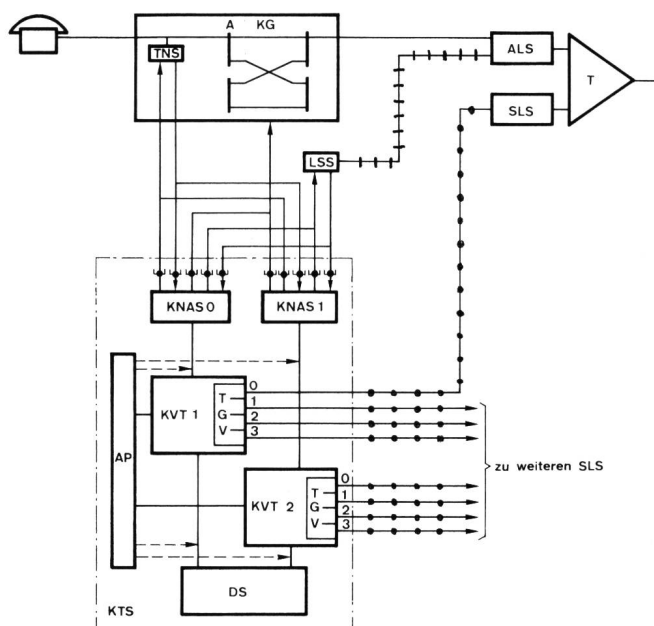 A KG
TNS
ALS
T
SLS
LSS
KNAS 0
KNAS 1
AP
KVT 1
T
G
V
0
1
2
3
zu weiteren SLS
KVT 2
T
G
V
0
1
2
3
DS
KTS